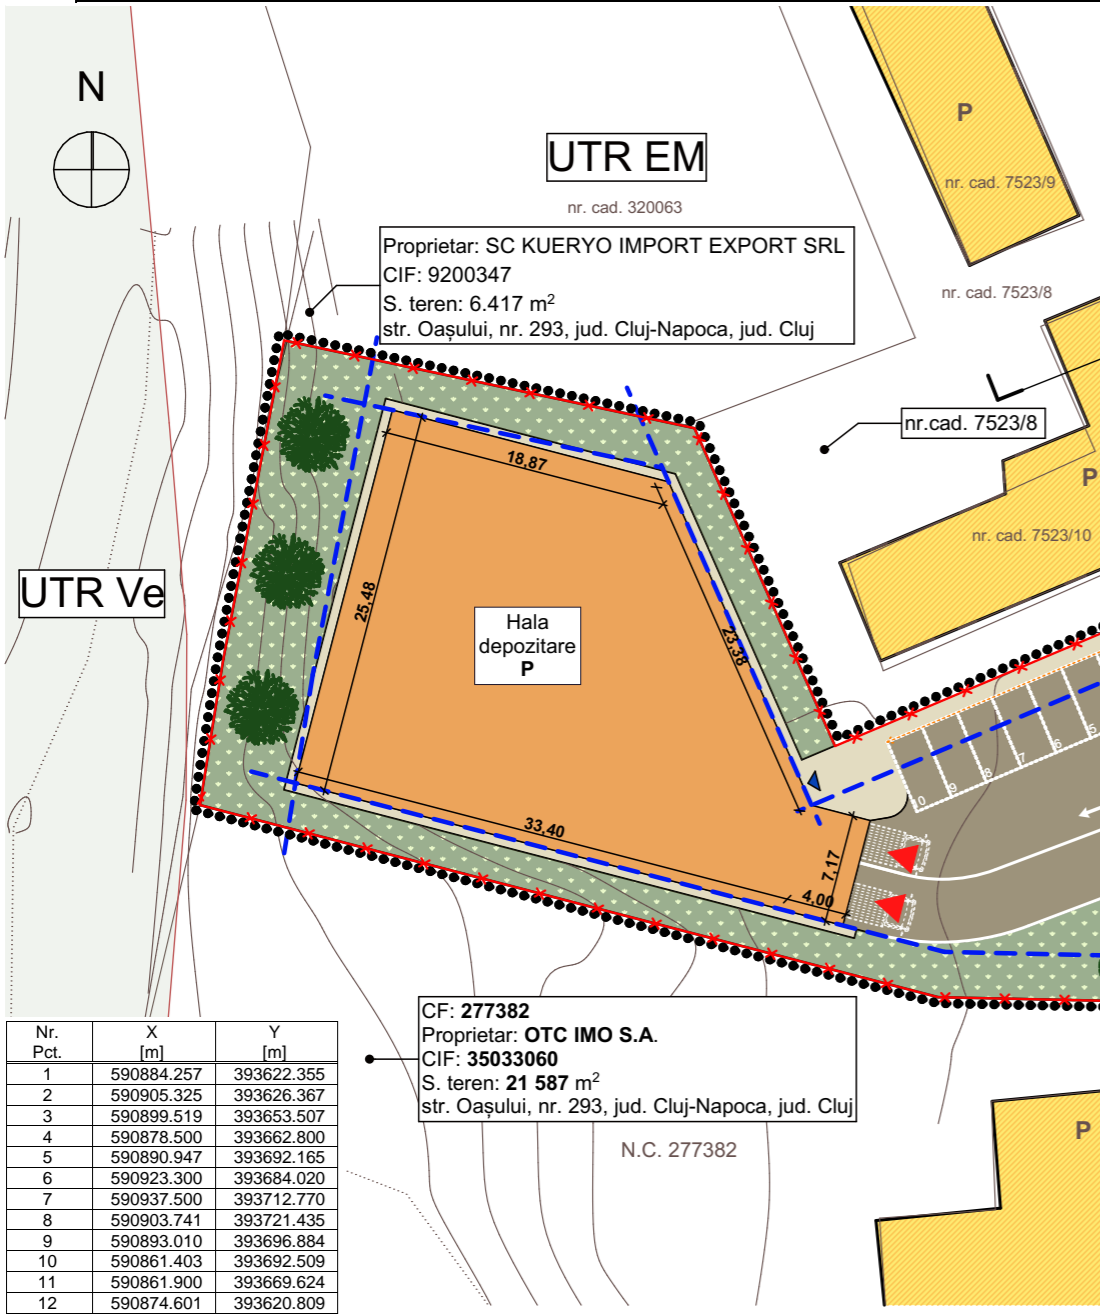 N
UTR EM
nr. cad. 320063
P
nr. cad. 7523/9
Proprietar: SC KUERYO IMPORT EXPORT SRL
CIF: 9200347
S. teren: 6.417 m²
str. Oașului, nr. 293, jud. Cluj-Napoca, jud. Cluj
nr. cad. 7523/8
nr.cad. 7523/8
P
nr. cad. 7523/10
18,87
25,48
23,38
UTR Ve
Hala
depozitare
P
5
6
7
8
9
0
33,40
7,17
4,00
CF: 277382
Proprietar: OTC IMO S.A.
CIF: 35033060
S. teren: 21 587 m²
str. Oașului, nr. 293, jud. Cluj-Napoca, jud. Cluj
N.C. 277382
P
Nr. Pct. X [m] Y [m]
1 590884.257 393622.355
2 590905.325 393626.367
3 590899.519 393653.507
4 590878.500 393662.800
5 590890.947 393692.165
6 590923.300 393684.020
7 590937.500 393712.770
8 590903.741 393721.435
9 590893.010 393696.884
10 590861.403 393692.509
11 590861.900 393669.624
12 590874.601 393620.809